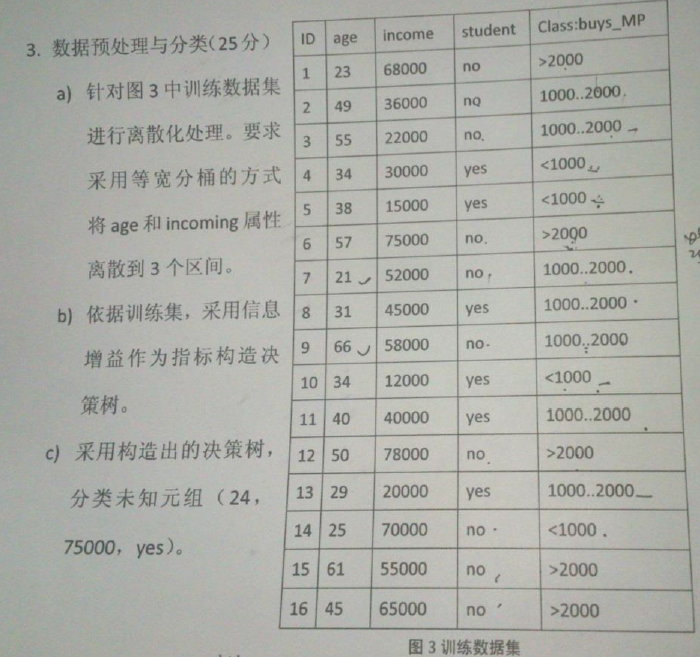 3. 数据预处理与分类(25分)
a) 针对图3中训练数据集
进行离散化处理。要求
采用等宽分桶的方式
将age和incoming属性
离散到3个区间。
b) 依据训练集，采用信息
增益作为指标构造决
策树。
c) 采用构造出的决策树，
分类未知元组（24，
75000，yes）。
ID age income student Class:buys_MP
1 23 68000 no >2000
2 49 36000 no 1000..2000
3 55 22000 no 1000..2000
4 34 30000 yes <1000
5 38 15000 yes <1000
6 57 75000 no >2000
7 21 52000 no 1000..2000
8 31 45000 yes 1000..2000
9 66 58000 no 1000..2000
10 34 12000 yes <1000
11 40 40000 yes 1000..2000
12 50 78000 no >2000
13 29 20000 yes 1000..2000
14 25 70000 no <1000
15 61 55000 no >2000
16 45 65000 no >2000
图3 训练数据集